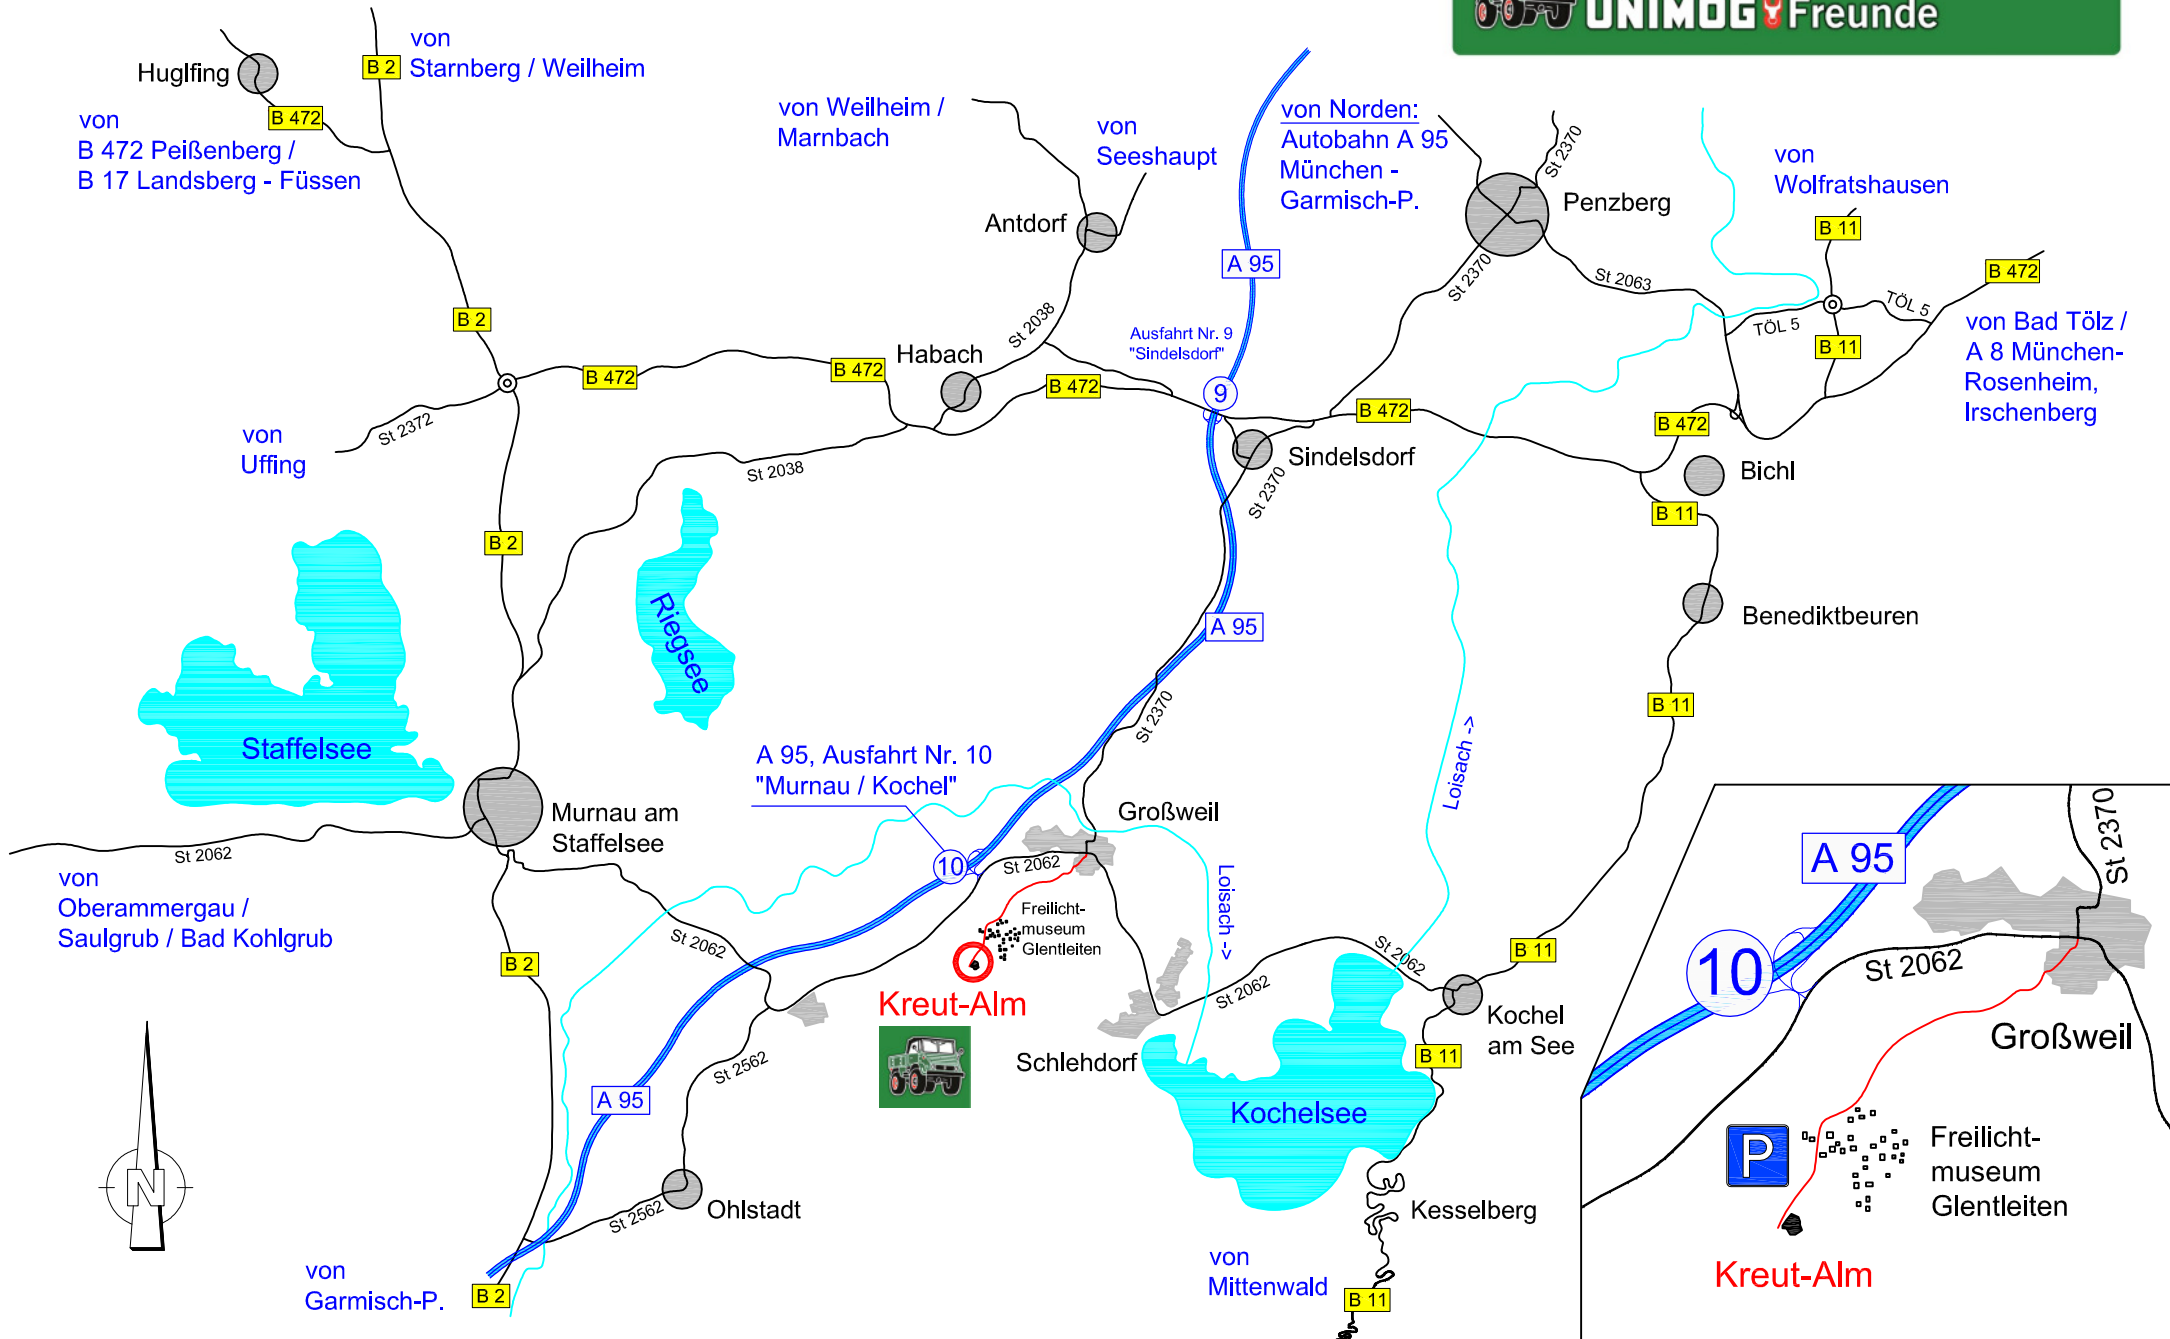 UNIMOG Freunde
von
Starnberg / Weilheim
B 2
Huglfing
B 472
von
B 472 Peißenberg /
B 17 Landsberg - Füssen
von Weilheim /
Marnbach
von
Seeshaupt
von Norden:
Autobahn A 95
München -
Garmisch-P.
St 2370
Penzberg
von
Wolfratshausen
B 11
Antdorf
A 95
St 2370
St 2063
B 472
TÖL 5
TÖL 5
B 11
von Bad Tölz /
A 8 München-
Rosenheim,
Irschenberg
B 2
St 2038
Ausfahrt Nr. 9
"Sindelsdorf"
Habach
B 472
B 472
B 472
9
B 472
B 472
St 2372
von
Uffing
St 2038
Sindelsdorf
St 2370
Bichl
B 11
B 2
Riegsee
A 95
Benediktbeuren
B 11
Staffelsee
St 2370
Loisach ->
A 95, Ausfahrt Nr. 10
"Murnau / Kochel"
Murnau am
Staffelsee
Großweil
St 2062
10
St 2062
Loisach ->
von
Oberammergau /
Saulgrub / Bad Kohlgrub
St 2062
Freilicht-
museum
Glentleiten
B 2
Kreut-Alm
St 2062
St 2062
B 11
Kochel
am See
B 11
Schlehdorf
St 2562
A 95
Kochelsee
N
Ohlstadt
St 2562
Kesselberg
von
Garmisch-P.
B 2
von
Mittenwald
B 11
St 2370
A 95
10
St 2062
Großweil
P
Freilicht-
museum
Glentleiten
Kreut-Alm